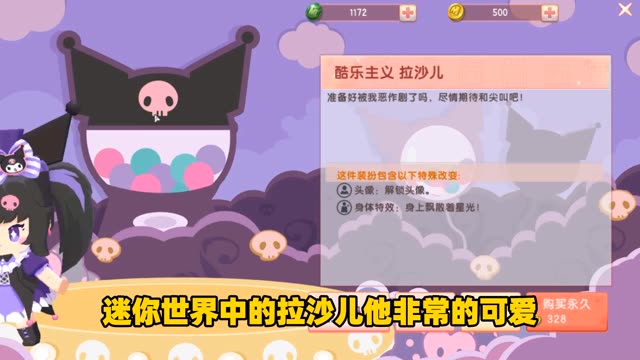 1172
500
酷乐主义 拉沙儿
准备好被我恶作剧了吗，尽情期待和尖叫吧！
这件装扮包含以下特殊改变：
头像：解锁头像。
身体特效：身上飘散着星光！
购买永久
328
迷你世界中的拉沙儿他非常的可爱